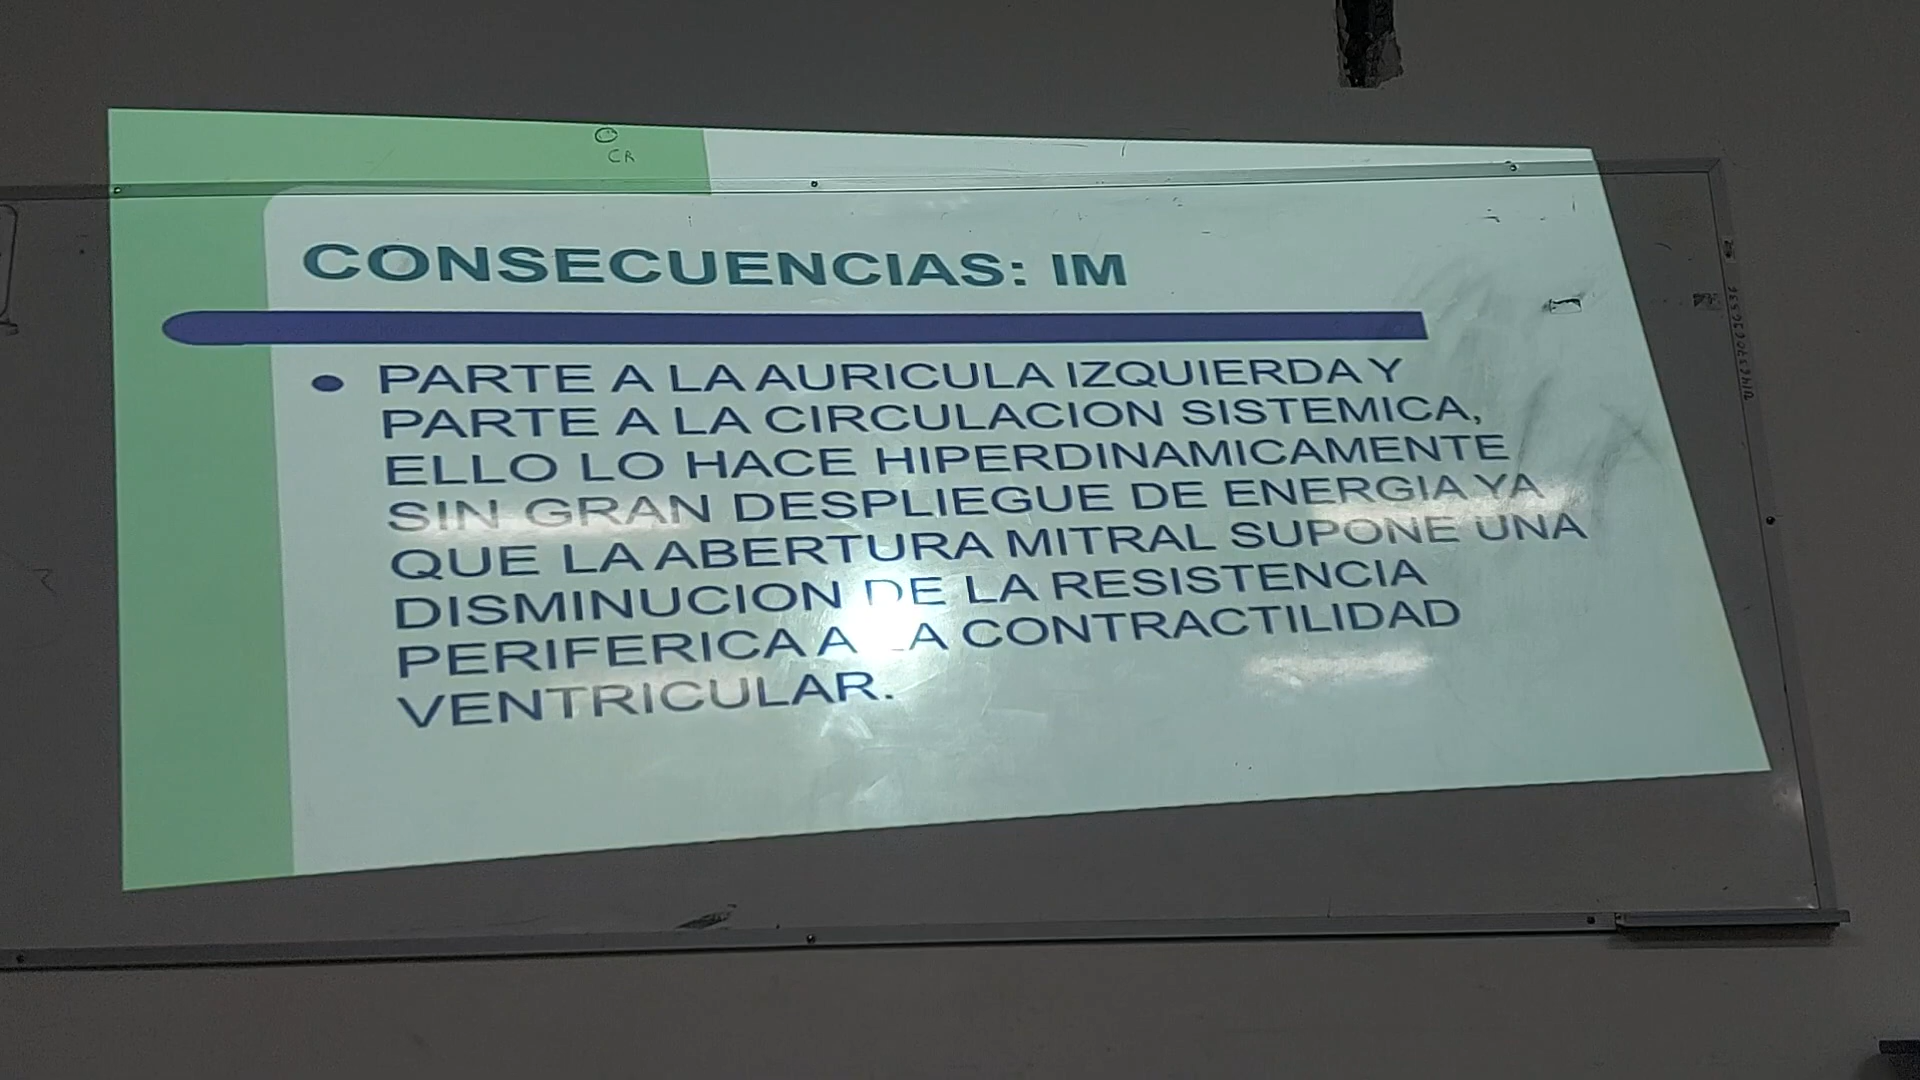 CR
CONSECUENCIAS: IM
• PARTE A LA AURICULA IZQUIERDA Y
PARTE A LA CIRCULACION SISTEMICA,
ELLO LO HACE HIPERDINAMICAMENTE
SIN GRAN DESPLIEGUE DE ENERGIA YA
QUE LA ABERTURA MITRAL SUPONE UNA
DISMINUCION DE LA RESISTENCIA
PERIFERICA A LA CONTRACTILIDAD
VENTRICULAR.